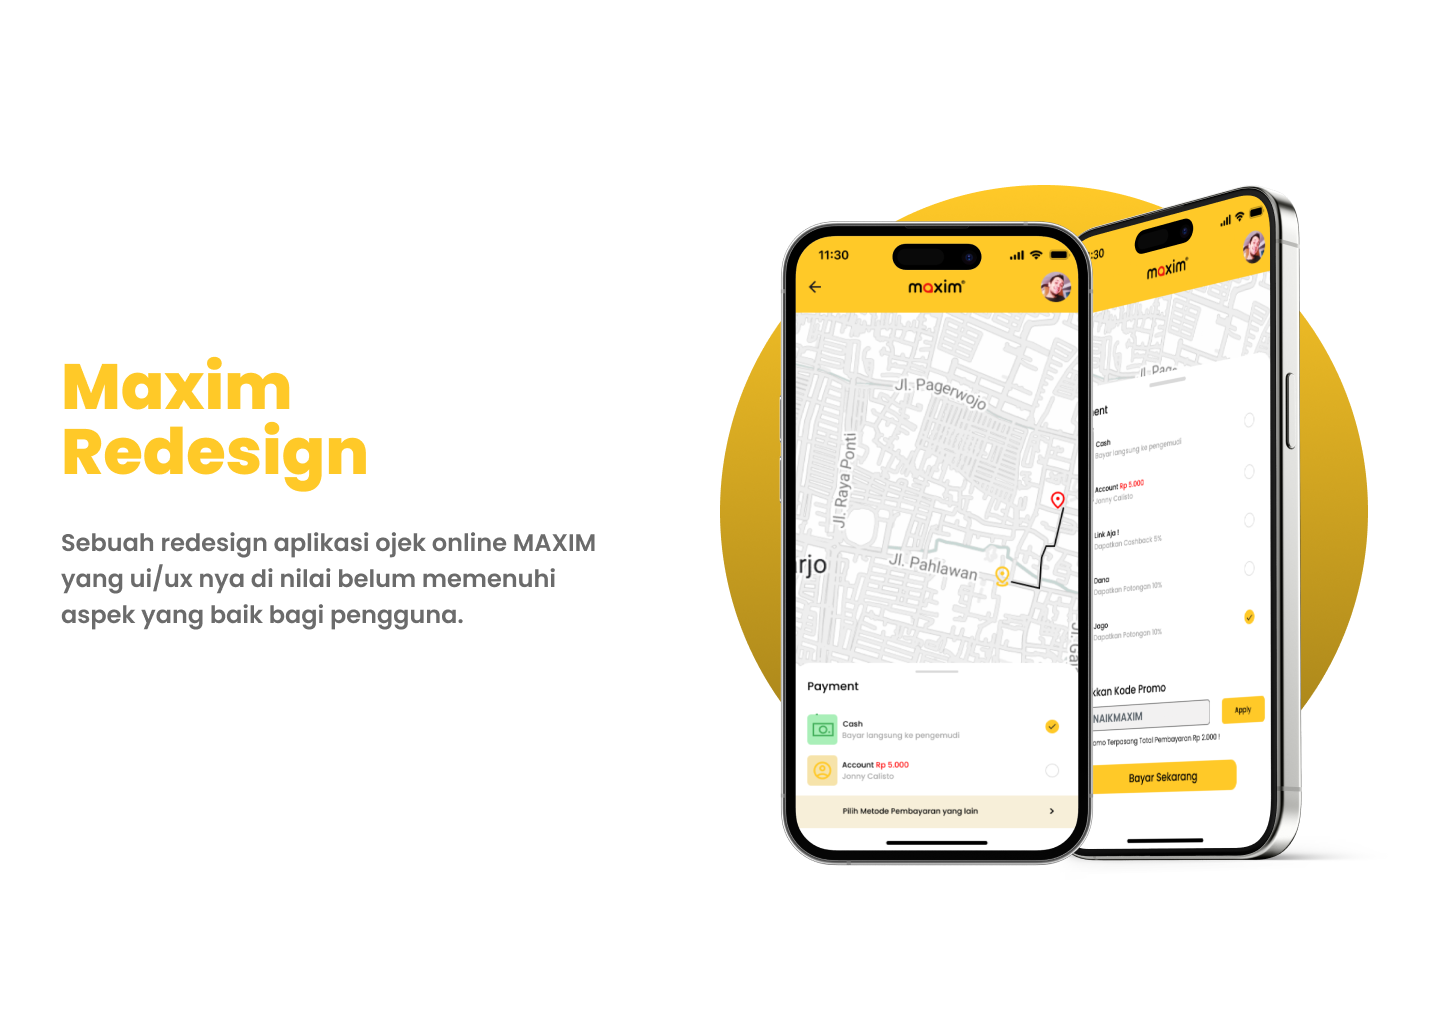 Maxim
Redesign
Sebuah redesign aplikasi ojek online MAXIM
yang ui/ux nya di nilai belum memenuhi
aspek yang baik bagi pengguna.
11:30
maxim
Jl. Pagerwojo
Jl. Raya Ponti
rjo
Jl. Pahlawan
Jl. Gar
Payment
Cash
Bayar langsung ke pengemudi
Account Rp 5.000
Jonny Calista
Pilih Metode Pembayaran yang lain
:30
maxim
Jl. Page
ent
Cash
Bayar langsung ke pengemudi
Account Rp 5.000
Jonny Calista
Link Aja !
Dapatkan Cashback 5%
Dana
Dapatkan Potongan 10%
Jago
Dapatkan Potongan 10%
kkan Kode Promo
NAIKMAXIM
Apply
omo Terpasang Total Pembayaran Rp 2.000 !
Bayar Sekarang